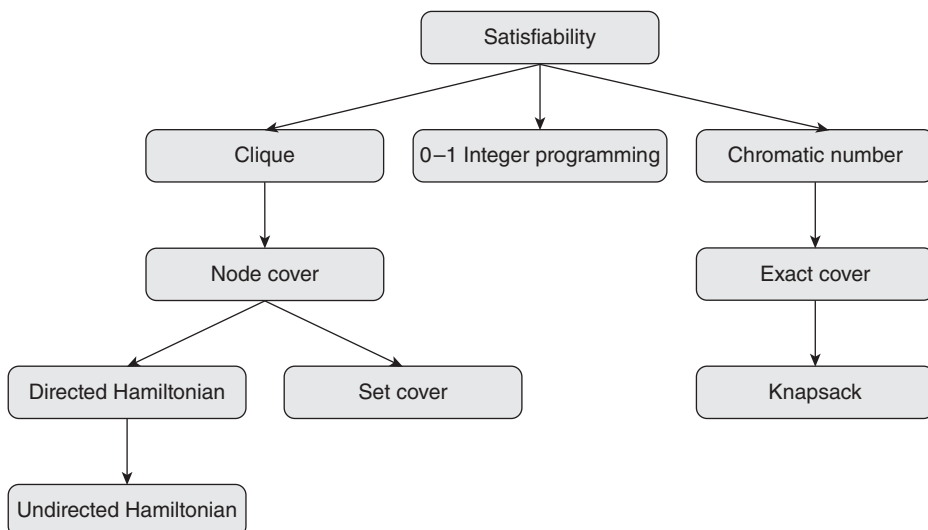 Satisfiability
Clique
0–1 Integer programming
Chromatic number
Node cover
Exact cover
Directed Hamiltonian
Set cover
Knapsack
Undirected Hamiltonian